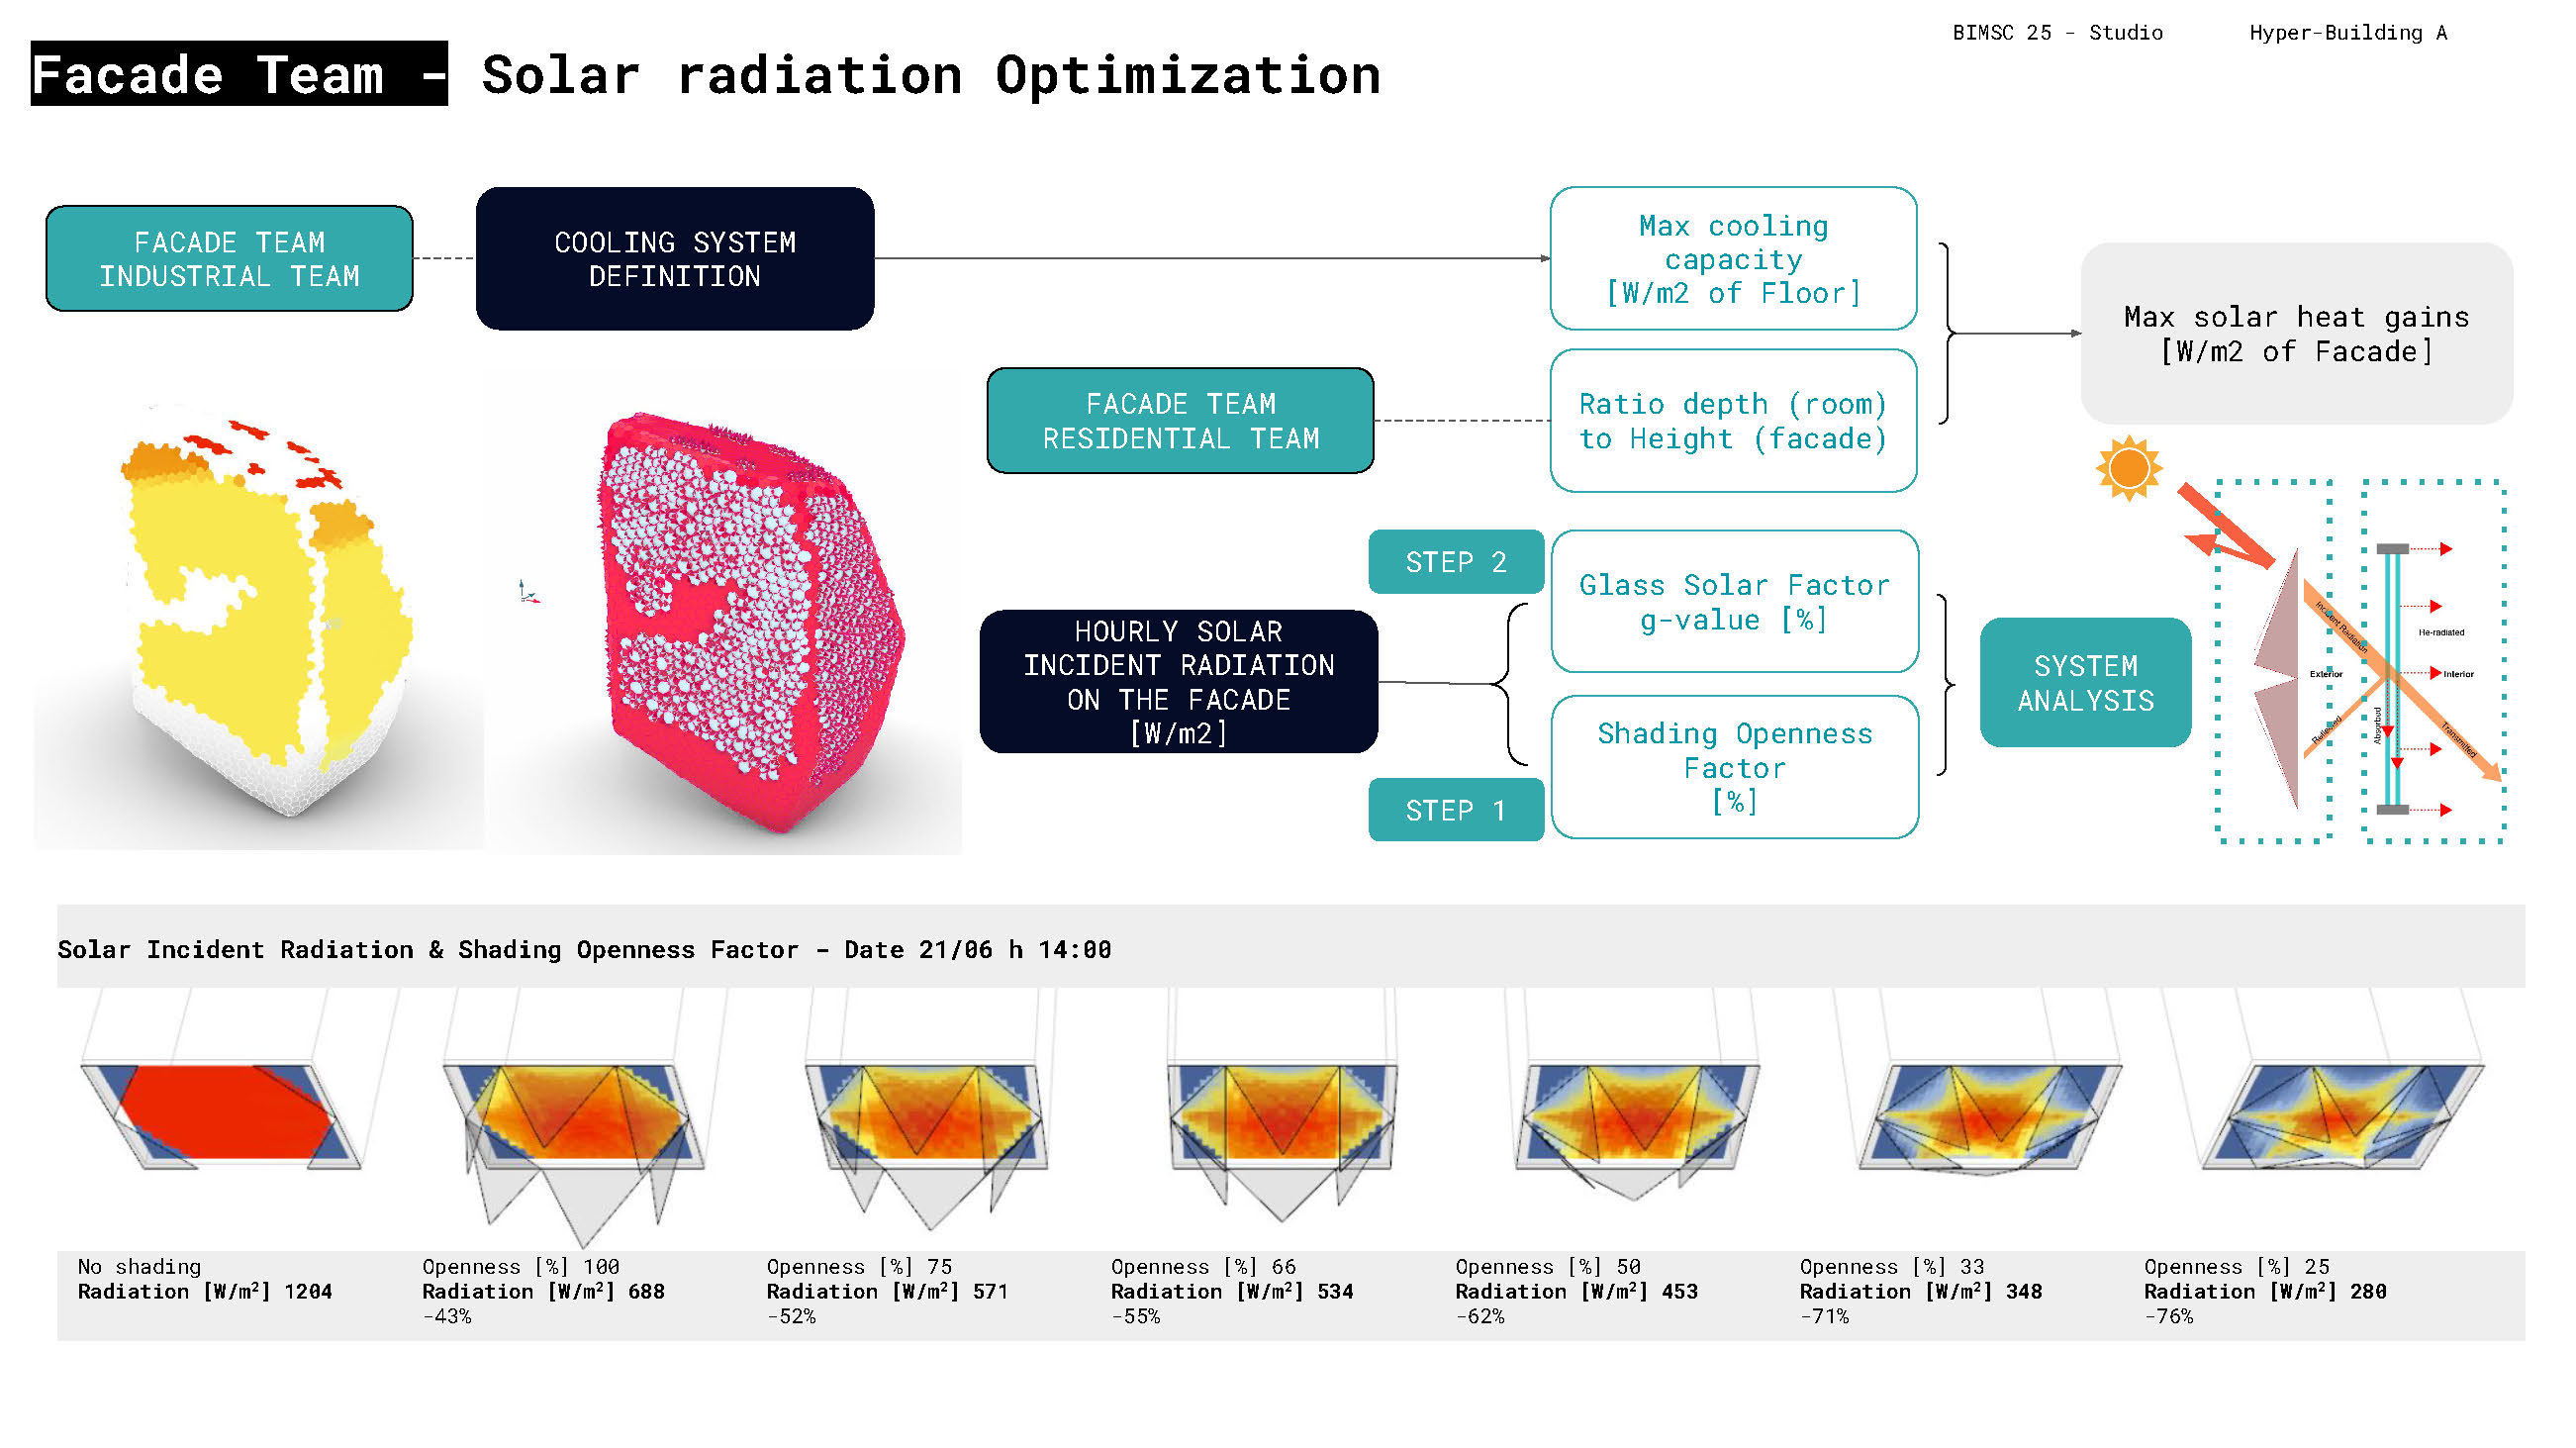 BIMSC 25 - Studio
Hyper-Building A
Facade Team - Solar radiation Optimization
FACADE TEAM
INDUSTRIAL TEAM
COOLING SYSTEM
DEFINITION
Max cooling
capacity
[W/m2 of Floor]
Max solar heat gains
[W/m2 of Facade]
FACADE TEAM
RESIDENTIAL TEAM
Ratio depth (room)
to Height (facade)
STEP 2
Glass Solar Factor
g-value [%]
HOURLY SOLAR
INCIDENT RADIATION
ON THE FACADE
[W/m2]
STEP 1
Shading Openness
Factor
[%]
SYSTEM
ANALYSIS
Incident Radiation
He-radiated
Exterior
Interior
Reflected
Absorbed
Transmitted
Solar Incident Radiation & Shading Openness Factor - Date 21/06 h 14:00
No shading
Radiation [W/m²] 1204
Openness [%] 100
Radiation [W/m²] 688
-43%
Openness [%] 75
Radiation [W/m²] 571
-52%
Openness [%] 66
Radiation [W/m²] 534
-55%
Openness [%] 50
Radiation [W/m²] 453
-62%
Openness [%] 33
Radiation [W/m²] 348
-71%
Openness [%] 25
Radiation [W/m²] 280
-76%